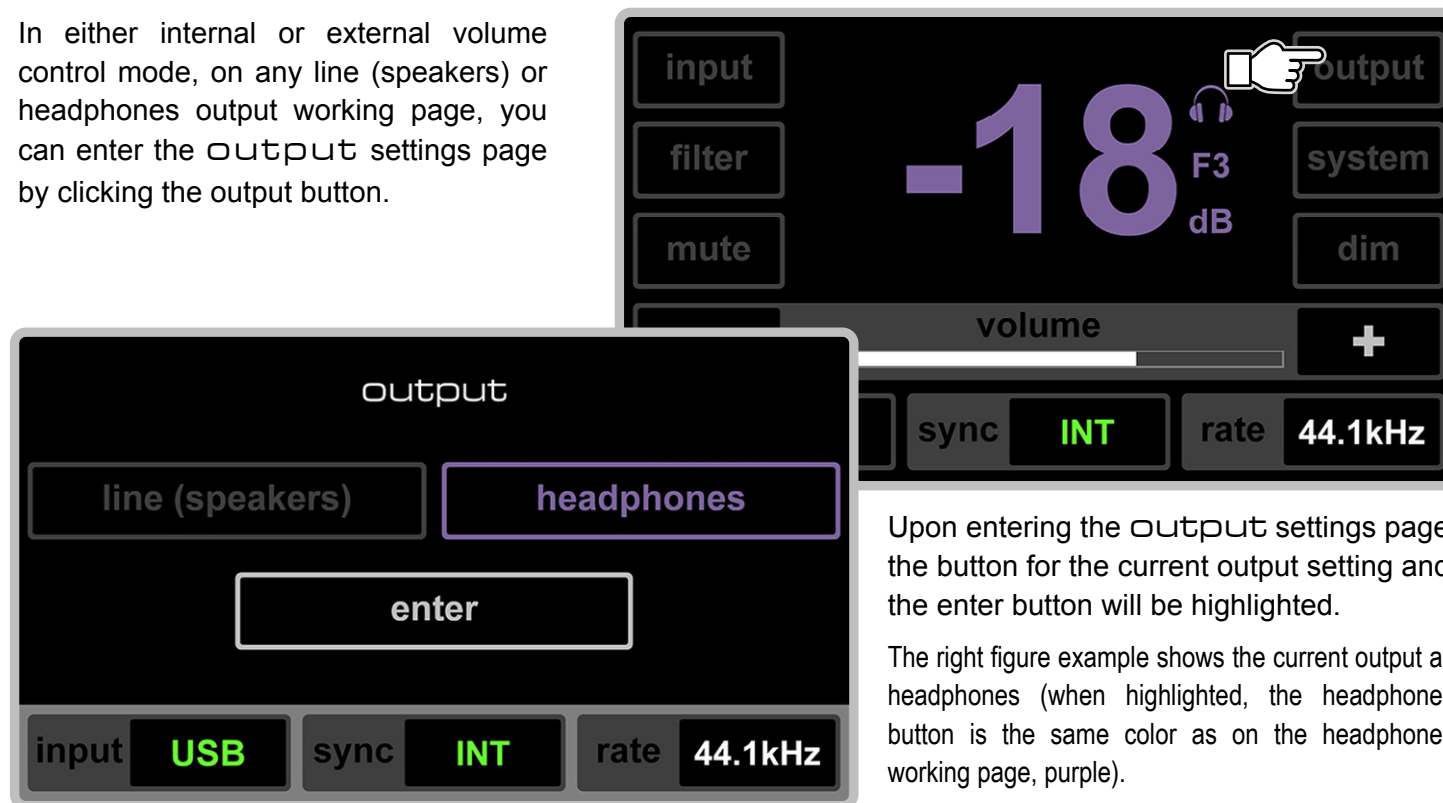 In either internal or external volume
control mode, on any line (speakers) or
headphones output working page, you
can enter the output settings page
by clicking the output button.
input
output
-18
filter
F3
system
mute
dB
dim
volume
+
sync INT rate 44.1kHz
output
line (speakers) headphones
enter
input USB sync INT rate 44.1kHz
Upon entering the output settings page
the button for the current output setting and
the enter button will be highlighted.
The right figure example shows the current output a
headphones (when highlighted, the headphone
button is the same color as on the headphone
working page, purple).